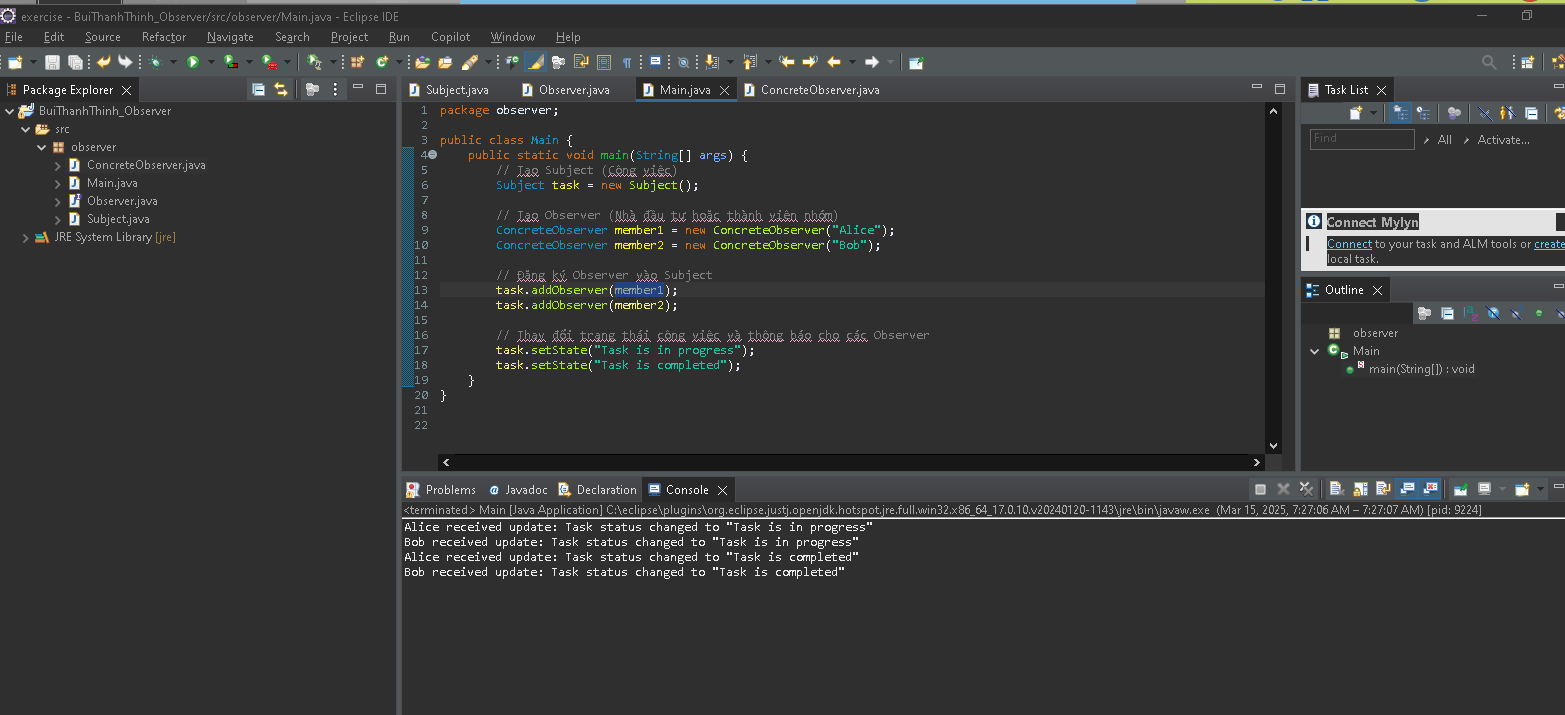 exercise - BuiThanhThinh_Observer/src/observer/Main.java - Eclipse IDE
File Edit Source Refactor Navigate Search Project Run Copilot Window Help
Package Explorer
BuiThanhThinh_Observer
src
observer
ConcreteObserver.java
Main.java
Observer.java
Subject.java
JRE System Library [jre]
Subject.java Observer.java Main.java ConcreteObserver.java
1 package observer;
2
3 public class Main {
4 public static void main(String[] args) {
5 // Tạo Subject (Công việc)
6 Subject task = new Subject();
7
8 // Tạo Observer (Nhà đầu tư hoặc thành viên nhóm)
9 ConcreteObserver member1 = new ConcreteObserver("Alice");
10 ConcreteObserver member2 = new ConcreteObserver("Bob");
11
12 // Đăng ký Observer vào Subject
13 task.addObserver(member1);
14 task.addObserver(member2);
15
16 // Thay đổi trạng thái công việc và thông báo cho các Observer
17 task.setState("Task is in progress");
18 task.setState("Task is completed");
19 }
20 }
21
22
Task List
Find All Activate...
Connect Mylyn
Connect to your task and ALM tools or create
local task.
Outline
observer
Main
main(String[]) : void
Problems Javadoc Declaration Console
<terminated> Main [Java Application] C:\eclipse\plugins\org.eclipse.justj.openjdk.hotspot.jre.full.win32.x86_64_17.0.10.v20240120-1143\jre\bin\javaw.exe (Mar 15, 2025, 7:27:06 AM – 7:27:07 AM) [pid: 9224]
Alice received update: Task status changed to "Task is in progress"
Bob received update: Task status changed to "Task is in progress"
Alice received update: Task status changed to "Task is completed"
Bob received update: Task status changed to "Task is completed"